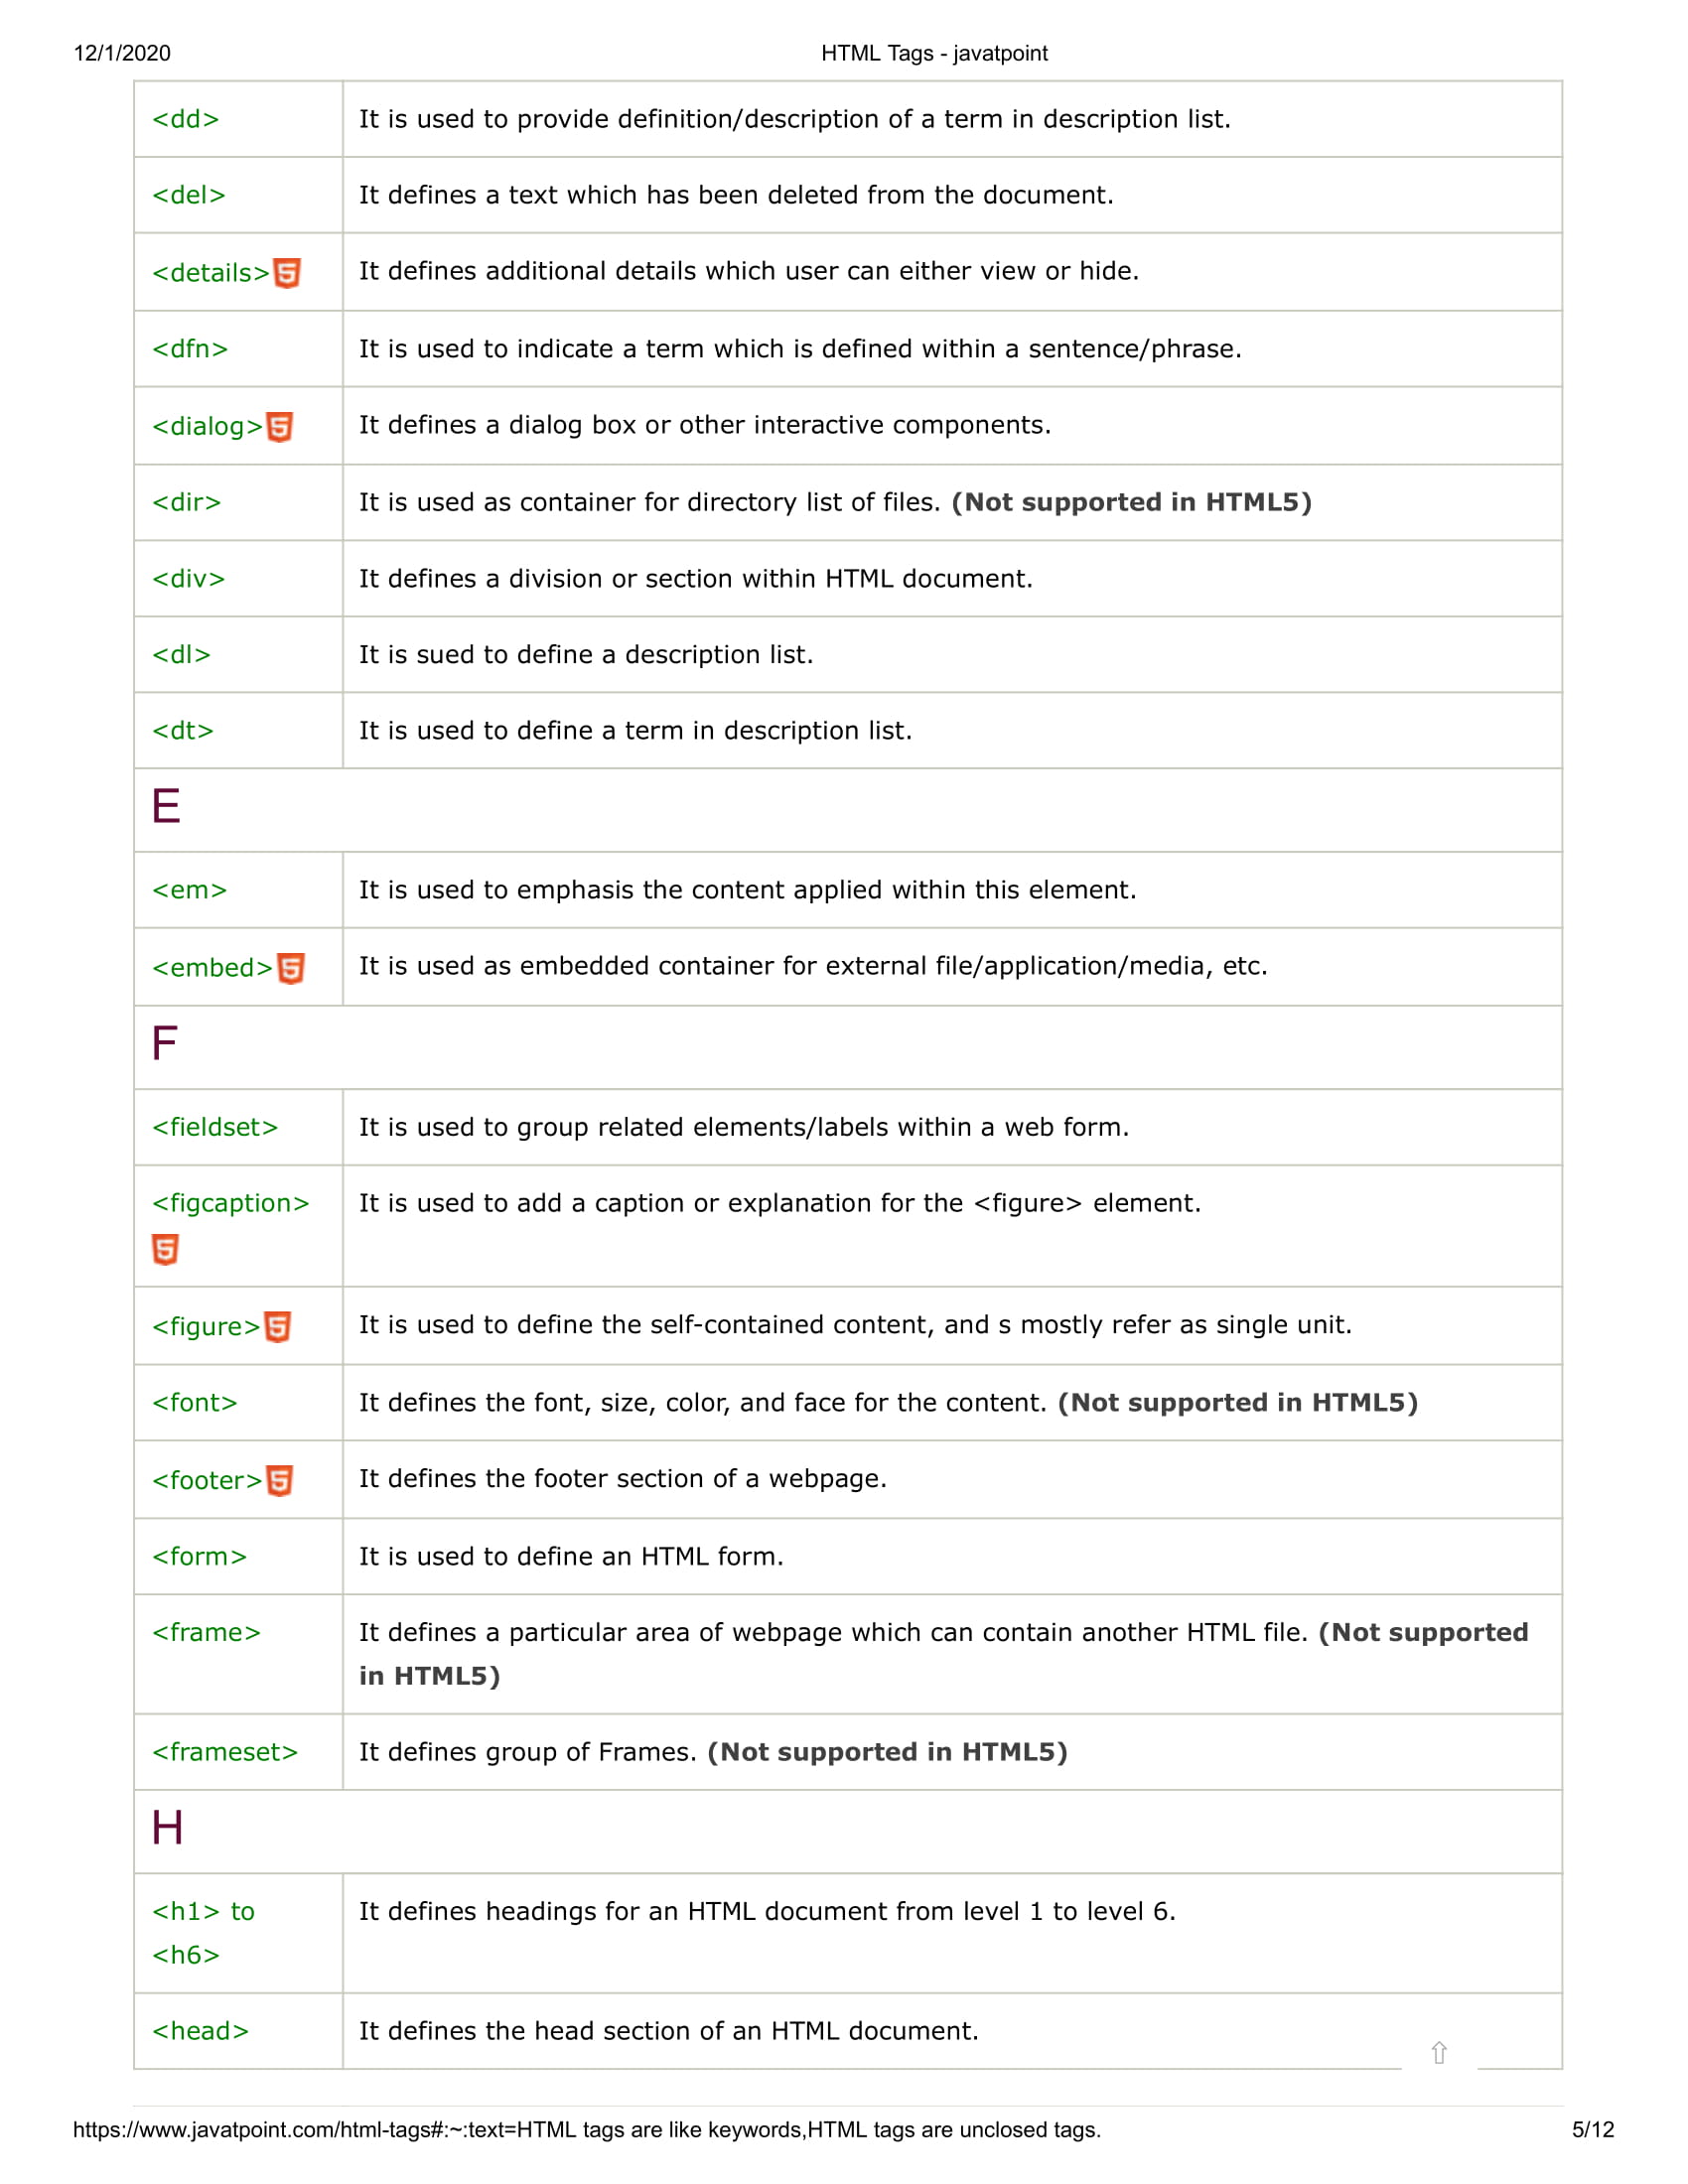 12/1/2020 HTML Tags - javatpoint
<dd> It is used to provide definition/description of a term in description list.
<del> It defines a text which has been deleted from the document.
<details> It defines additional details which user can either view or hide.
<dfn> It is used to indicate a term which is defined within a sentence/phrase.
<dialog> It defines a dialog box or other interactive components.
<dir> It is used as container for directory list of files. (Not supported in HTML5)
<div> It defines a division or section within HTML document.
<dl> It is sued to define a description list.
<dt> It is used to define a term in description list.
E
<em> It is used to emphasis the content applied within this element.
<embed> It is used as embedded container for external file/application/media, etc.
F
<fieldset> It is used to group related elements/labels within a web form.
<figcaption> It is used to add a caption or explanation for the <figure> element.
<figure> It is used to define the self-contained content, and s mostly refer as single unit.
<font> It defines the font, size, color, and face for the content. (Not supported in HTML5)
<footer> It defines the footer section of a webpage.
<form> It is used to define an HTML form.
<frame> It defines a particular area of webpage which can contain another HTML file. (Not supported
in HTML5)
<frameset> It defines group of Frames. (Not supported in HTML5)
H
<h1> to It defines headings for an HTML document from level 1 to level 6.
<h6>
<head> It defines the head section of an HTML document.
⇧
https://www.javatpoint.com/html-tags#:~:text=HTML tags are like keywords,HTML tags are unclosed tags. 5/12